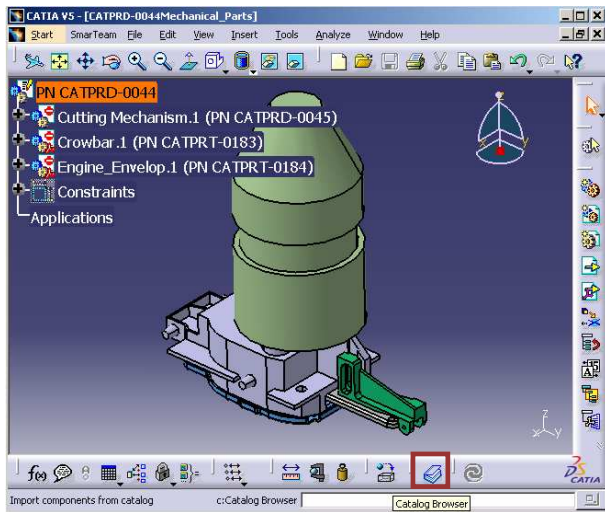 CATIA V5 - [CATPRD-0044Mechanical_Parts]
Start SmarTeam File Edit View Insert Tools Analyze Window Help
PN CATPRD-0044
Cutting Mechanism.1 (PN CATPRD-0045)
Crowbar.1 (PN CATPRT-0183)
Engine_Envelop.1 (PN CATPRT-0184)
Constraints
Applications
z
x y
f(x)
CATIA
Import components from catalog c:Catalog Browser
Catalog Browser